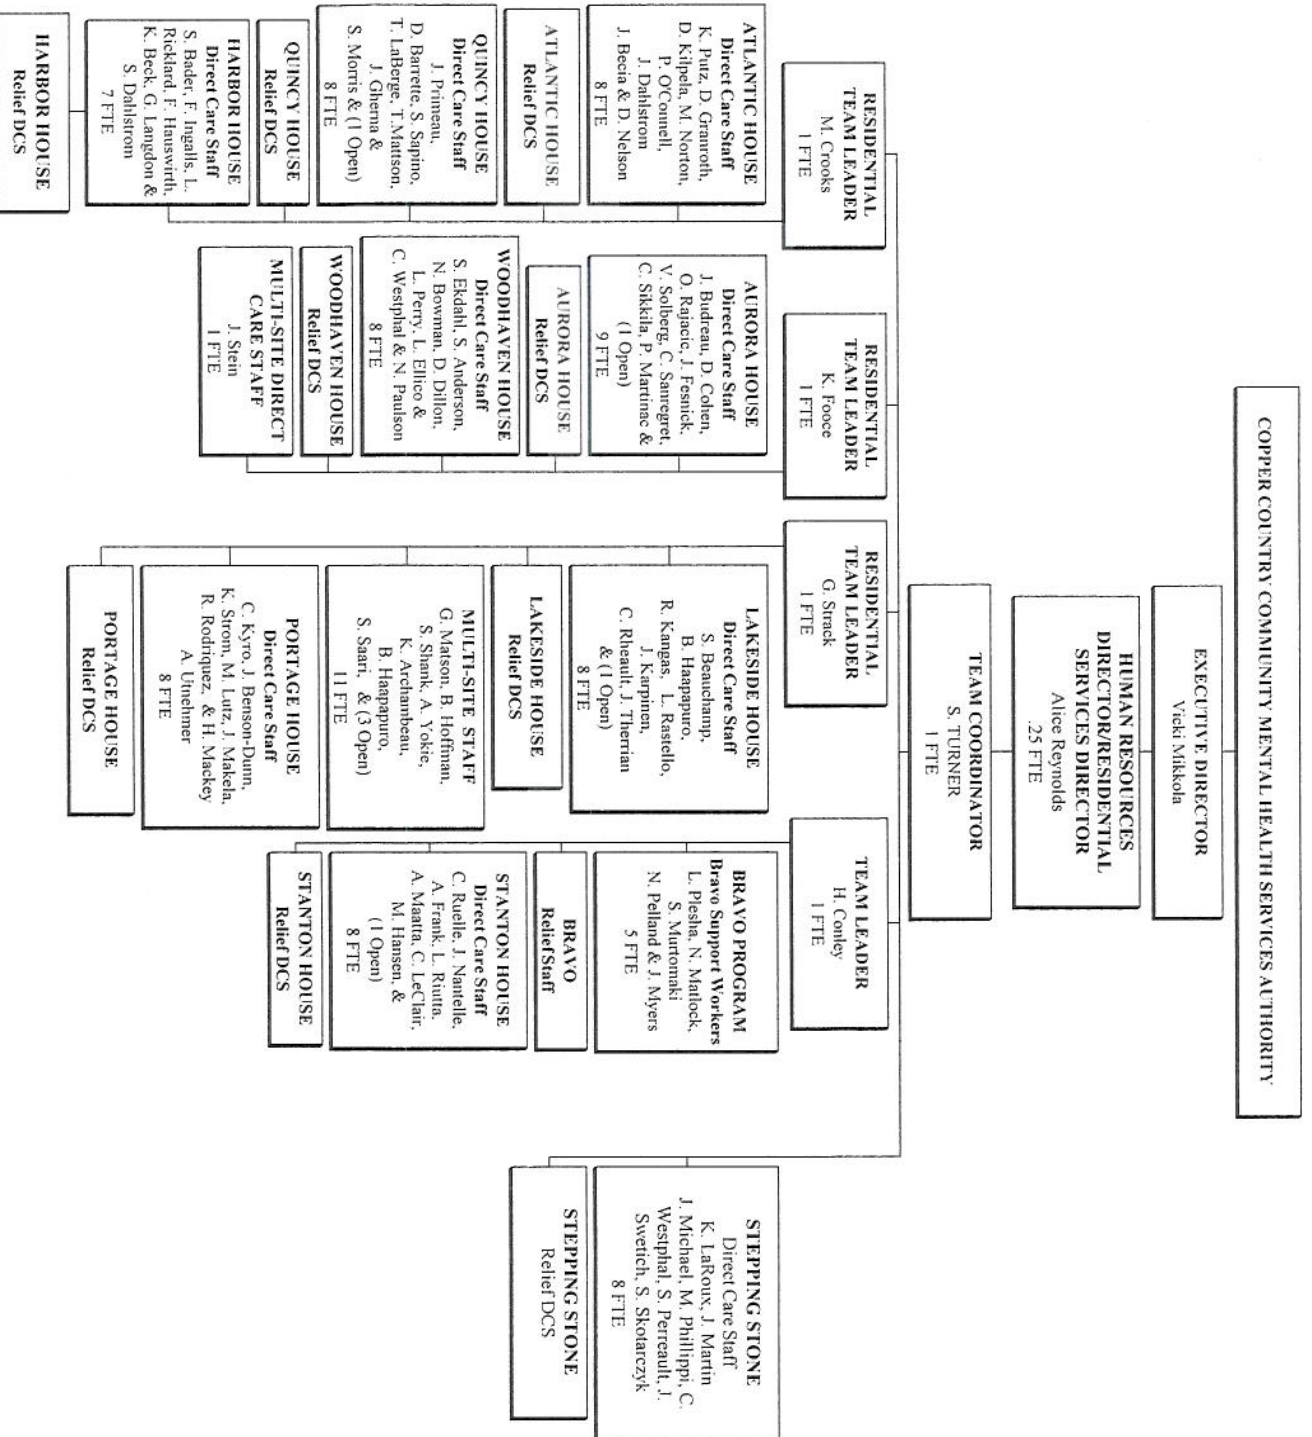 COPPER COUNTRY COMMUNITY MENTAL HEALTH SERVICES AUTHORITY
EXECUTIVE DIRECTOR
Vicki Mikkola
HUMAN RESOURCES
DIRECTOR/RESIDENTIAL
SERVICES DIRECTOR
Alice Reynolds
.25 FTE
TEAM COORDINATOR
S. TURNER
1 FTE
RESIDENTIAL
TEAM LEADER
M. Crooks
1 FTE
ATLANTIC HOUSE
Direct Care Staff
K. Putz, D. Granroth,
D. Kilpela, M. Norton,
P. O'Connell,
J. Dahlstrom
J. Becia & D. Nelson
8 FTE
ATLANTIC HOUSE
Relief DCS
QUINCY HOUSE
Direct Care Staff
J. Primeau,
D. Barrette, S. Sapino,
T. LaBerge, T.Mattson,
J. Gherna &
S. Morris & (1 Open)
8 FTE
QUINCY HOUSE
Relief DCS
HARBOR HOUSE
Direct Care Staff
S. Bader, F. Ingalls, L.
Ricklard, F. Hauswirth,
K. Beck, G. Langdon &
S. Dahlstrom
7 FTE
HARBOR HOUSE
Relief DCS
RESIDENTIAL
TEAM LEADER
K. Fooce
1 FTE
AURORA HOUSE
Direct Care Staff
J. Budreau, D. Cohen,
O. Rajacic, J. Fesnick,
V. Solberg, C. Sanregret,
C. Sikkila, P. Martinac &
(1 Open)
9 FTE
AURORA HOUSE
Relief DCS
WOODHAVEN HOUSE
Direct Care Staff
S. Ekdahl, S. Anderson,
N. Bowman, D. Dillon,
L. Perry, L. Ellico &
C. Westphal & N. Paulson
8 FTE
WOODHAVEN HOUSE
Relief DCS
MULTI-SITE DIRECT
CARE STAFF
J. Stein
1 FTE
RESIDENTIAL
TEAM LEADER
G. Strack
1 FTE
LAKESIDE HOUSE
Direct Care Staff
S. Beauchamp,
B. Haapapuro,
R. Kangas, L. Rastello,
J. Karpinen,
C. Rheault, J. Therrian
& (1 Open)
8 FTE
LAKESIDE HOUSE
Relief DCS
MULTI-SITE STAFF
G. Matson, B. Hoffman,
S. Shank, A. Yokie,
K. Archambeau,
B. Haapapuro,
S. Saari, & (3 Open)
11 FTE
PORTAGE HOUSE
Direct Care Staff
C. Kyro, J. Benson-Dunn,
K. Strom, M. Lutz, J. Makela,
R. Rodriquez, & H. Mackey
A. Utnehmer
8 FTE
PORTAGE HOUSE
Relief DCS
TEAM LEADER
H. Conley
1 FTE
BRAVO PROGRAM
Bravo Support Workers
L. Plesha, N. Matlock,
S. Murtomaki
N. Pelland & J. Myers
5 FTE
BRAVO
Relief Staff
STANTON HOUSE
Direct Care Staff
C. Ruelle, J. Nantelle,
A. Frank, L. Riutta,
A. Maatta, C. LeClair,
M. Hansen, &
(1 Open)
8 FTE
STANTON HOUSE
Relief DCS
STEPPING STONE
Direct Care Staff
K. LaRoux, J. Martin
J. Michael, M. Phillippi, C.
Westphal, S. Perreault, J.
Swetich, S. Skotarczyk
8 FTE
STEPPING STONE
Relief DCS